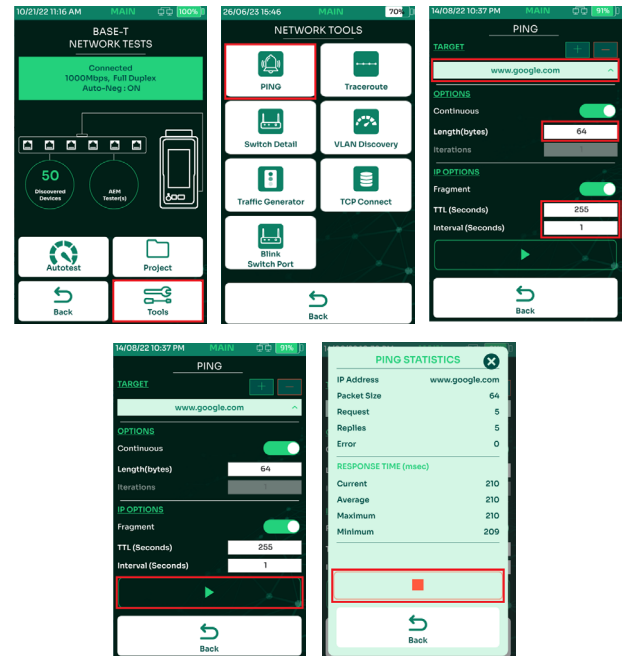 10/21/22 11:16 AM MAIN 100%
BASE-T
NETWORK TESTS
Connected
1000Mbps, Full Duplex
Auto-Neg : ON
50
Discovered
Devices
AEM
Tester(s)
Autotest
Project
Back
Tools
26/06/23 15:46 MAIN 70%
NETWORK TOOLS
PING
Traceroute
Switch Detail
VLAN Discovery
Traffic Generator
TCP Connect
Blink
Switch Port
Back
14/08/22 10:37 PM MAIN 91%
PING
TARGET + −
www.google.com
OPTIONS
Continuous
Length(bytes) 64
Iterations 1
IP OPTIONS
Fragment
TTL (Seconds) 255
Interval (Seconds) 1
Back
14/08/22 10:37 PM MAIN 91%
PING
TARGET + −
www.google.com
OPTIONS
Continuous
Length(bytes) 64
Iterations 1
IP OPTIONS
Fragment
TTL (Seconds) 255
Interval (Seconds) 1
Back
PING STATISTICS
IP Address www.google.com
Packet Size 64
Request 5
Replies 5
Error 0
RESPONSE TIME (msec)
Current 210
Average 210
Maximum 210
Minimum 209
Back